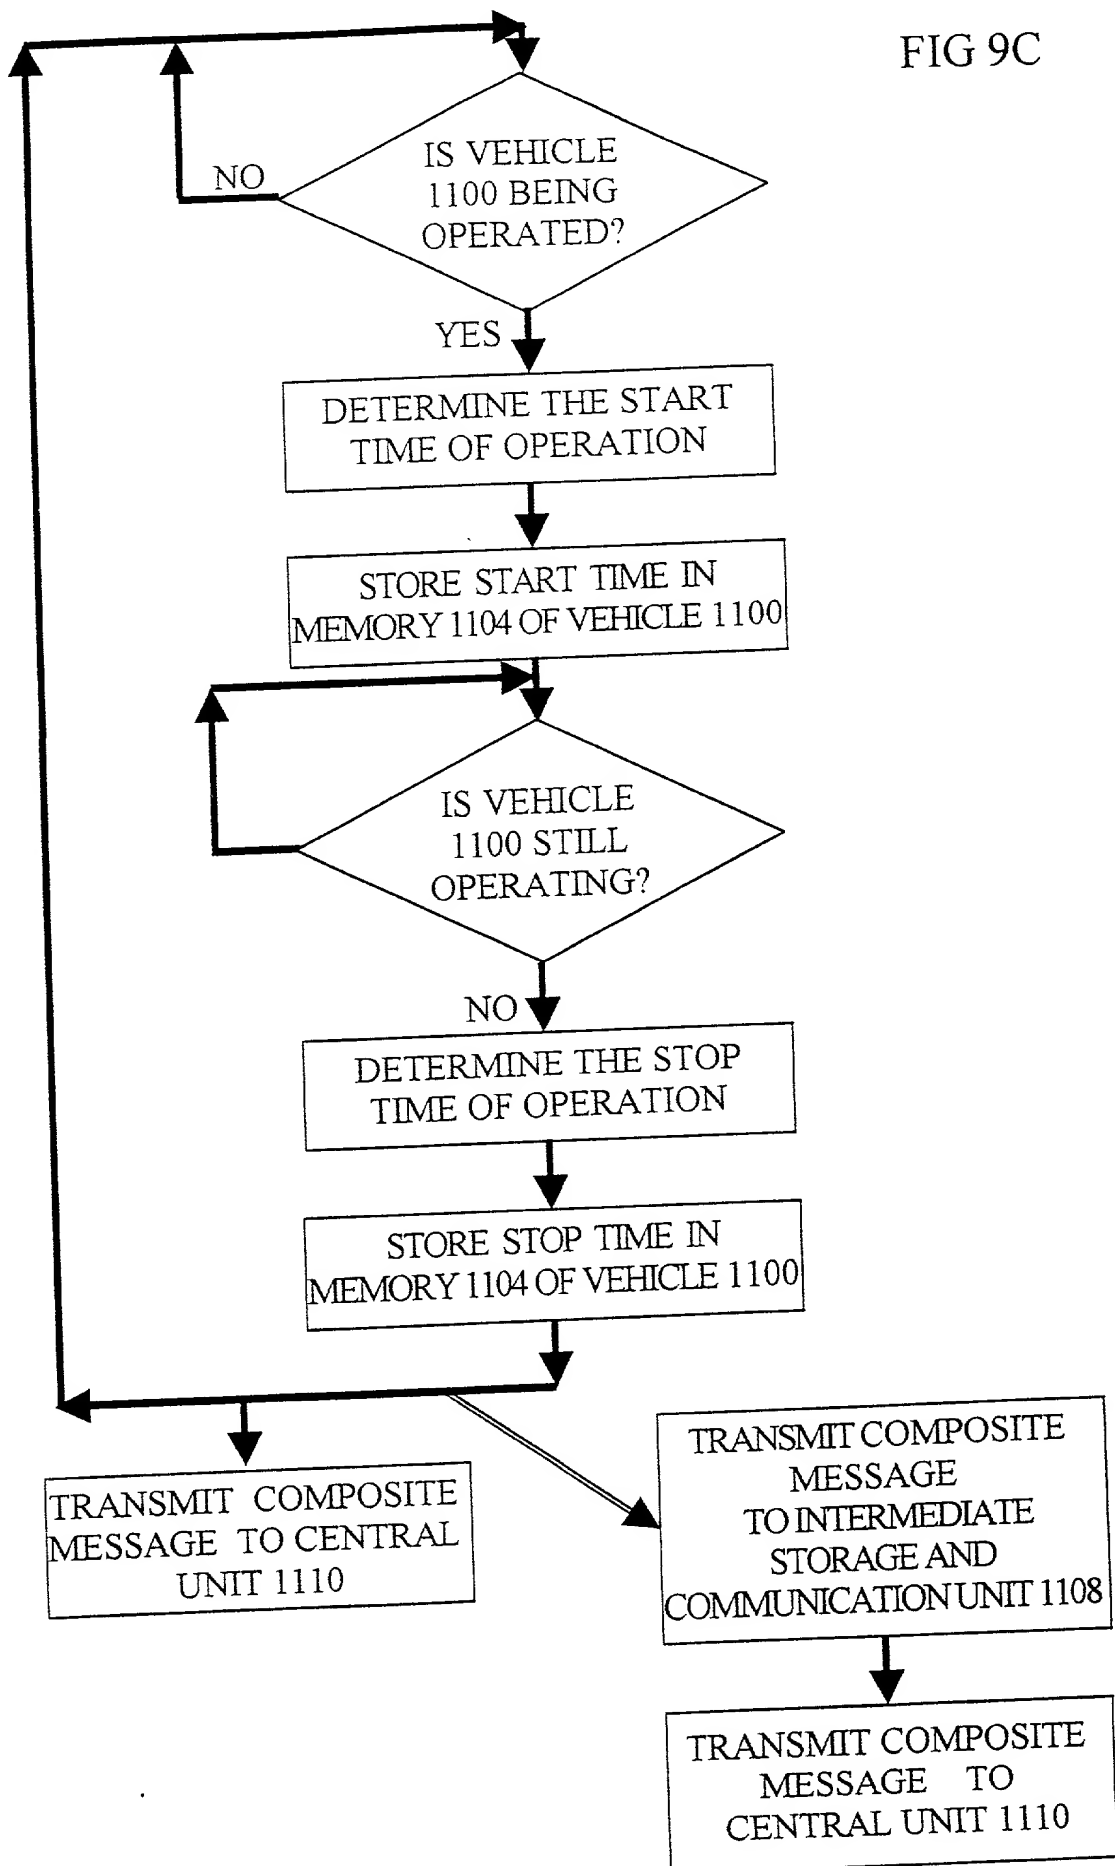 FIG 9C
IS VEHICLE
1100 BEING
OPERATED?
NO
YES
DETERMINE THE START
TIME OF OPERATION
STORE START TIME IN
MEMORY 1104 OF VEHICLE 1100
IS VEHICLE
1100 STILL
OPERATING?
NO
DETERMINE THE STOP
TIME OF OPERATION
STORE STOP TIME IN
MEMORY 1104 OF VEHICLE 1100
TRANSMIT COMPOSITE
MESSAGE TO CENTRAL
UNIT 1110
TRANSMIT COMPOSITE
MESSAGE
TO INTERMEDIATE
STORAGE AND
COMMUNICATION UNIT 1108
TRANSMIT COMPOSITE
MESSAGE TO
CENTRAL UNIT 1110